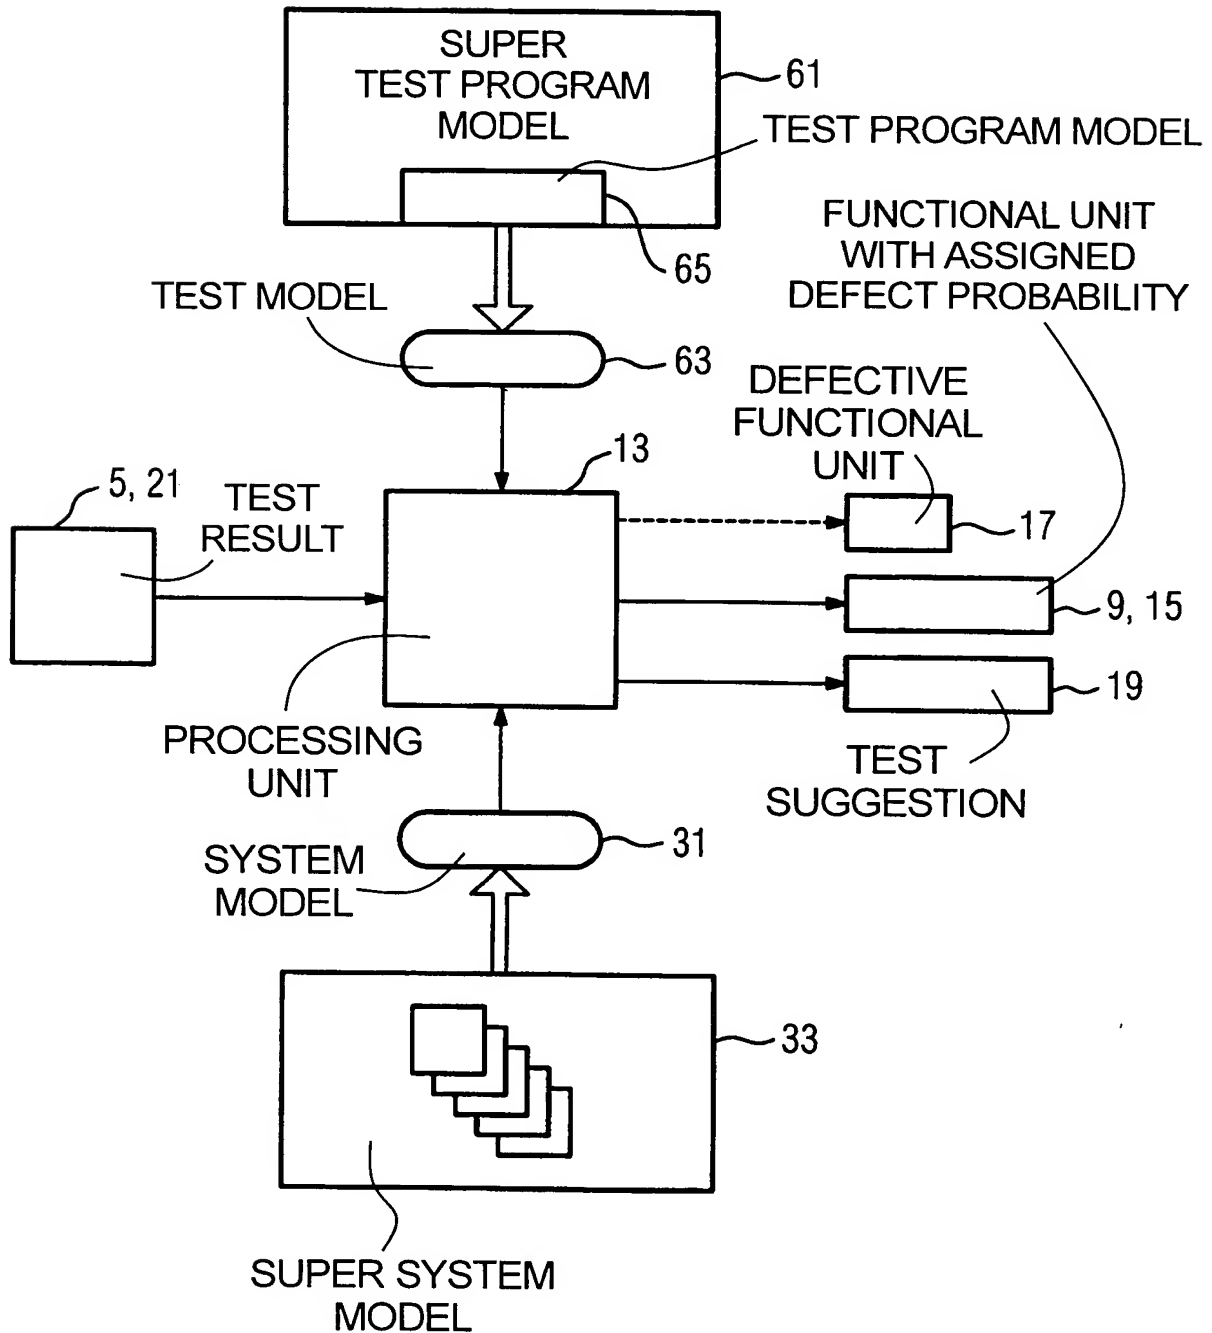 SUPER
TEST PROGRAM
MODEL
61
TEST PROGRAM MODEL
65
FUNCTIONAL UNIT
WITH ASSIGNED
DEFECT PROBABILITY
TEST MODEL
63
DEFECTIVE
FUNCTIONAL
UNIT
13
5, 21
TEST
RESULT
17
9, 15
19
PROCESSING
UNIT
TEST
SUGGESTION
31
SYSTEM
MODEL
33
SUPER SYSTEM
MODEL